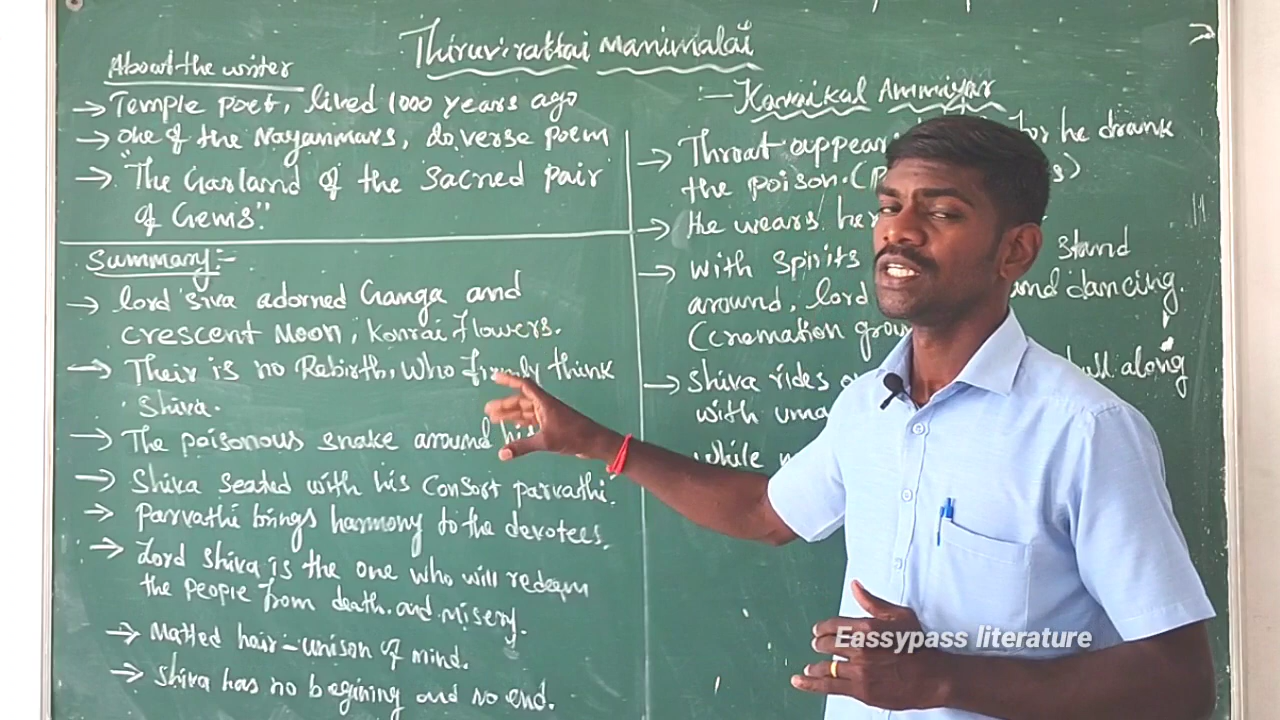 Thiruvirattai Manimalai
:- Karaikal Ammiyar
About the writer
→ Temple Poet, lived 1000 years ago
→ One of the Nayanmars, do, verse poem
→ "The Garland of the Sacred pair
of Gems."
Summary:-
→ lord siva adorned Ganga and
crescent Moon, Konrai flowers.
→ Their is no Rebirth, who firmly think
Shiva.
→ The poisonous snake around
→ Shiva seated with his Consort parvathi.
→ parvathi brings harmony to the devotees.
→ Lord shiva is the one who will redeem
the people from death and misery.
→ Matted hair - unison of mind.
→ Shiva has no begining and no end.
→ Throat appear for he drank
the poison. (
→ He wears
→ with spirits stand
around, lord and dancing.
(cremation
→ Shiva rides bull along
with
while
Eassypass literature